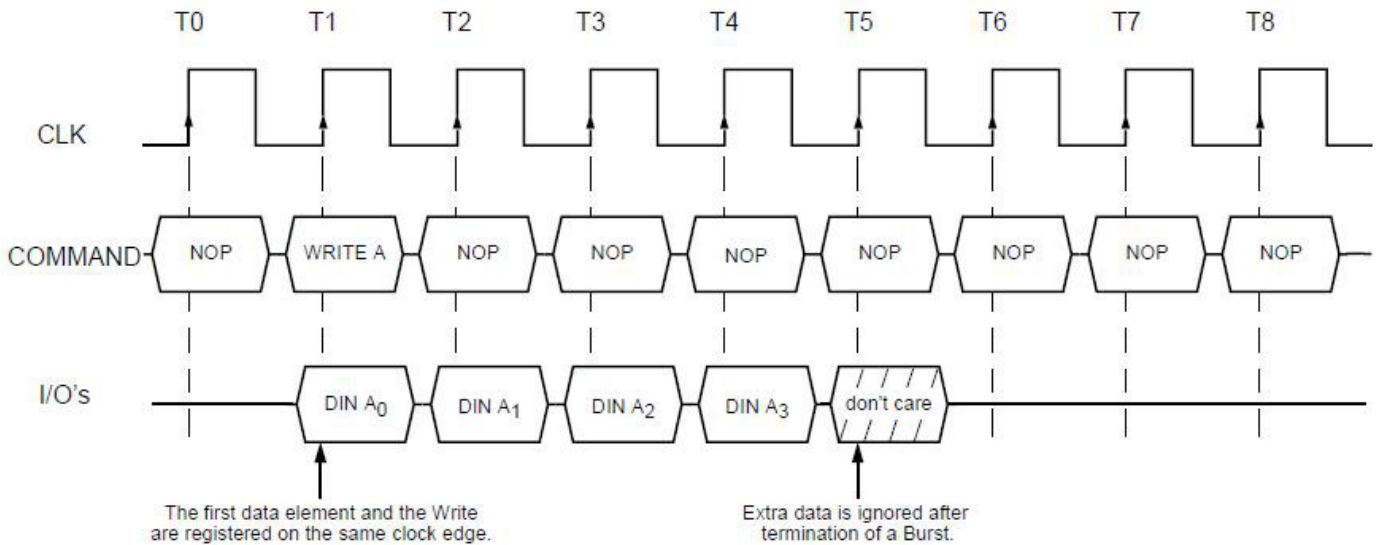 T0 T1 T2 T3 T4 T5 T6 T7 T8
CLK
COMMAND NOP WRITE A NOP NOP NOP NOP NOP NOP NOP
I/O's DIN A0 DIN A1 DIN A2 DIN A3 don't care
The first data element and the Write
are registered on the same clock edge.
Extra data is ignored after
termination of a Burst.